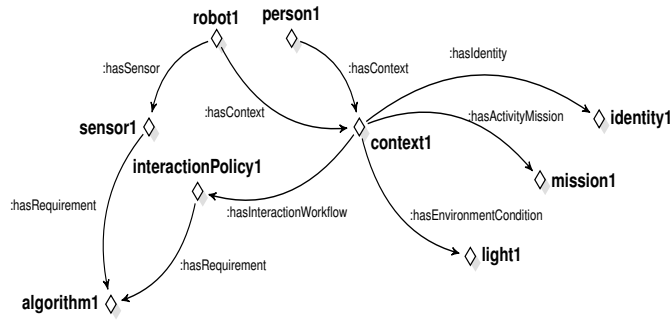 robot1
person1
:hasSensor
:hasContext
:hasIdentity
:hasContext
:hasActivityMission
identity1
sensor1
context1
interactionPolicy1
mission1
:hasRequirement
:hasInteractionWorkflow
:hasEnvironmentCondition
light1
:hasRequirement
algorithm1